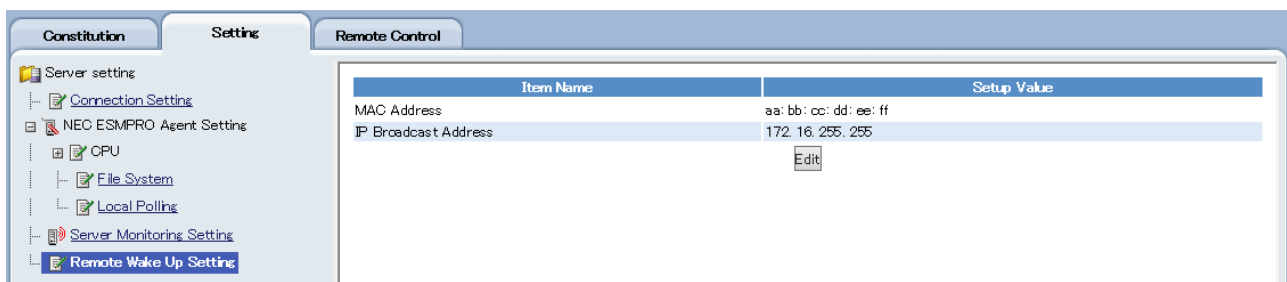 Constitution Setting Remote Control
Server setting
Connection Setting
NEC ESMPRO Agent Setting
CPU
File System
Local Polling
Server Monitoring Setting
Remote Wake Up Setting
Item Name Setup Value
MAC Address aa: bb: cc: dd: ee: ff
IP Broadcast Address 172. 16. 255. 255
Edit